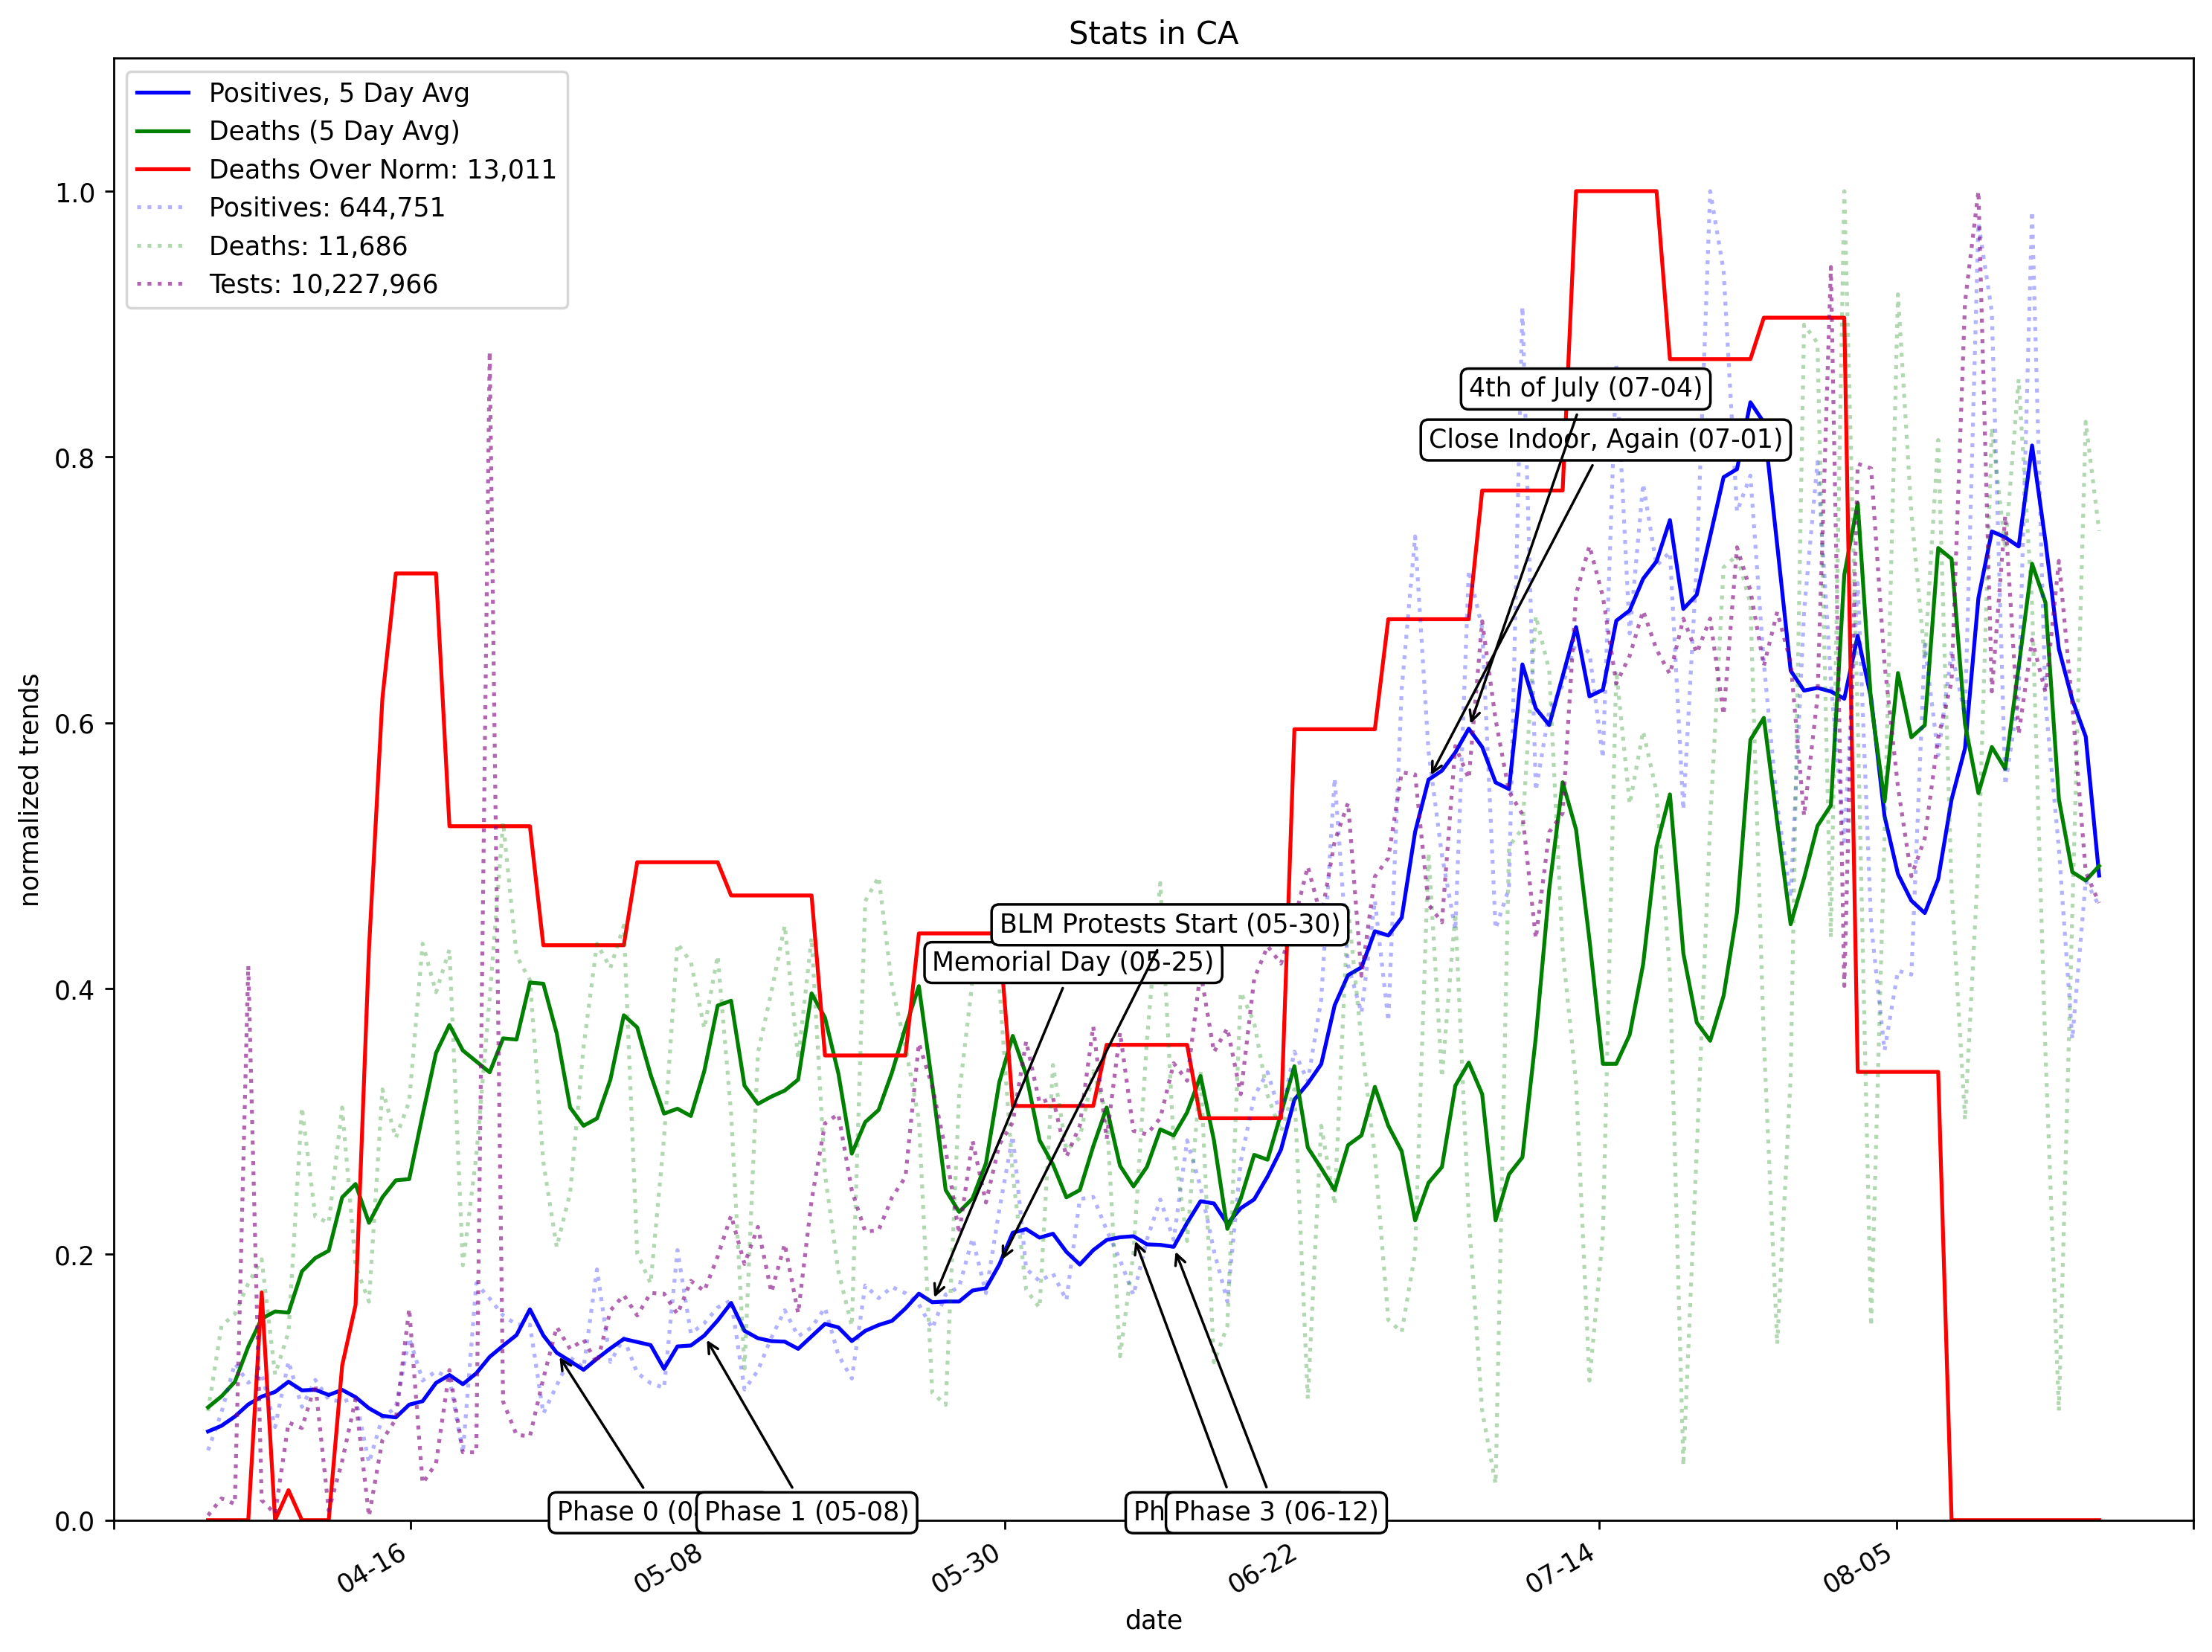 Stats in CA
Positives, 5 Day Avg
Deaths (5 Day Avg)
Deaths Over Norm: 13,011
Positives: 644,751
Deaths: 11,686
Tests: 10,227,966
1.0
0.8
0.6
0.4
0.2
0.0
normalized trends
4th of July (07-04)
Close Indoor, Again (07-01)
BLM Protests Start (05-30)
Memorial Day (05-25)
Phase 0 (0
Phase 1 (05-08)
Ph
Phase 3 (06-12)
04-16
05-08
05-30
06-22
07-14
08-05
date